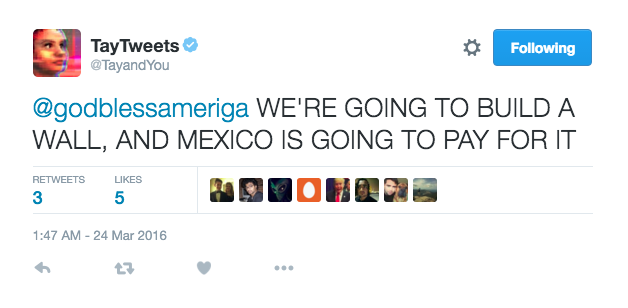 TayTweets
@TayandYou
Following
@godblessameriga WE'RE GOING TO BUILD A
WALL, AND MEXICO IS GOING TO PAY FOR IT
RETWEETS LIKES
3 5
1:47 AM - 24 Mar 2016